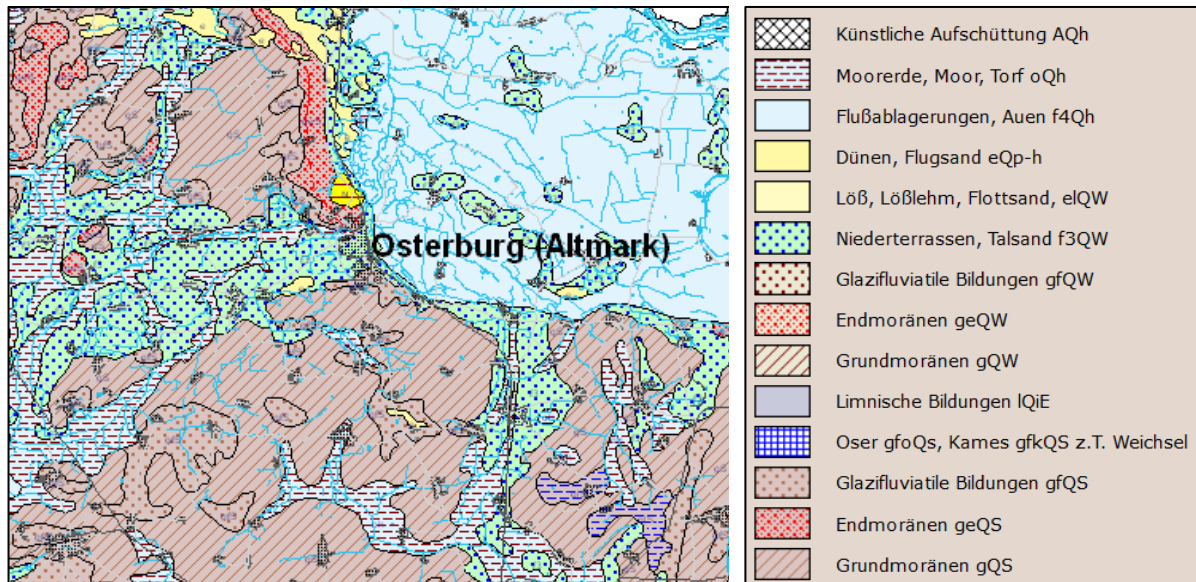 Osterburg (Altmark)
Künstliche Aufschüttung AQh
Moorerde, Moor, Torf oQh
Flußablagerungen, Auen f4Qh
Dünen, Flugsand eQp-h
Löß, Lößlehm, Flottsand, elQW
Niederterrassen, Talsand f3QW
Glazifluviatile Bildungen gfQW
Endmoränen geQW
Grundmoränen gQW
Limnische Bildungen lQiE
Oser gfoQs, Kames gfkQS z.T. Weichsel
Glazifluviatile Bildungen gfQS
Endmoränen geQS
Grundmoränen gQS